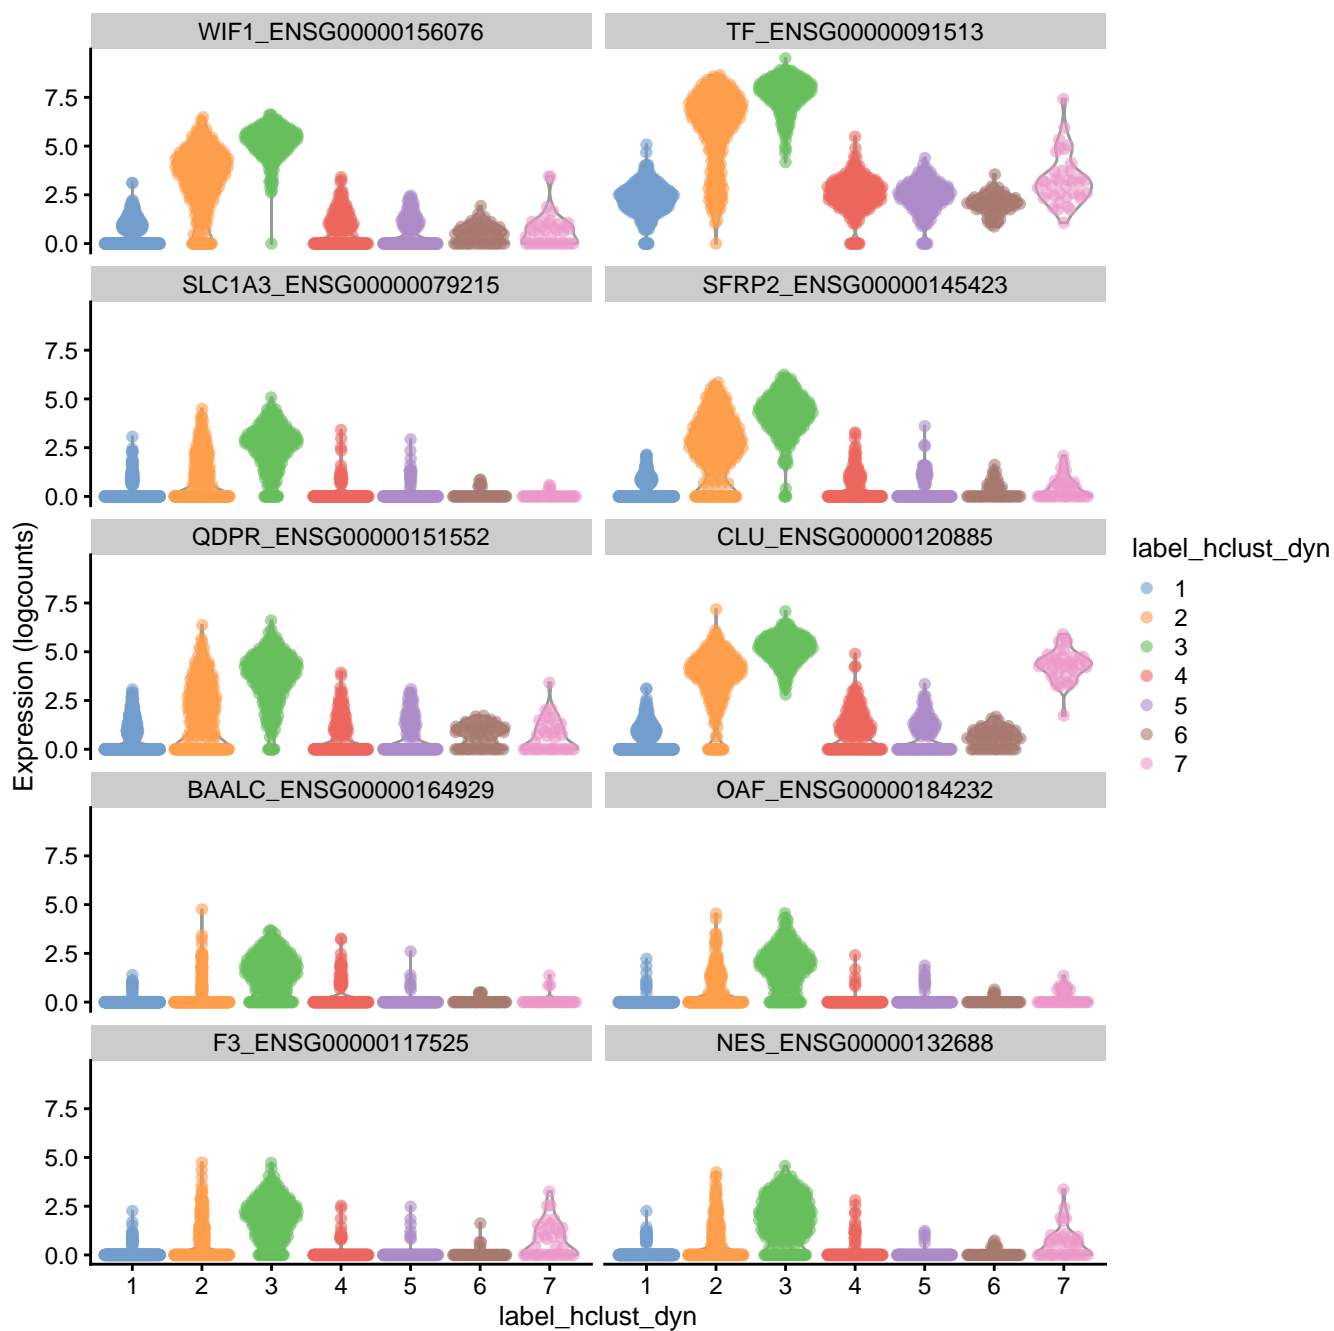 WIF1_ENSG00000156076
TF_ENSG00000091513
7.5
5.0
2.5
0.0
SLC1A3_ENSG00000079215
SFRP2_ENSG00000145423
7.5
5.0
2.5
0.0
QDPR_ENSG00000151552
CLU_ENSG00000120885
7.5
5.0
2.5
0.0
BAALC_ENSG00000164929
OAF_ENSG00000184232
7.5
5.0
2.5
0.0
F3_ENSG00000117525
NES_ENSG00000132688
7.5
5.0
2.5
0.0
1 2 3 4 5 6 7
1 2 3 4 5 6 7
label_hclust_dyn
Expression (logcounts)
label_hclust_dyn
1
2
3
4
5
6
7